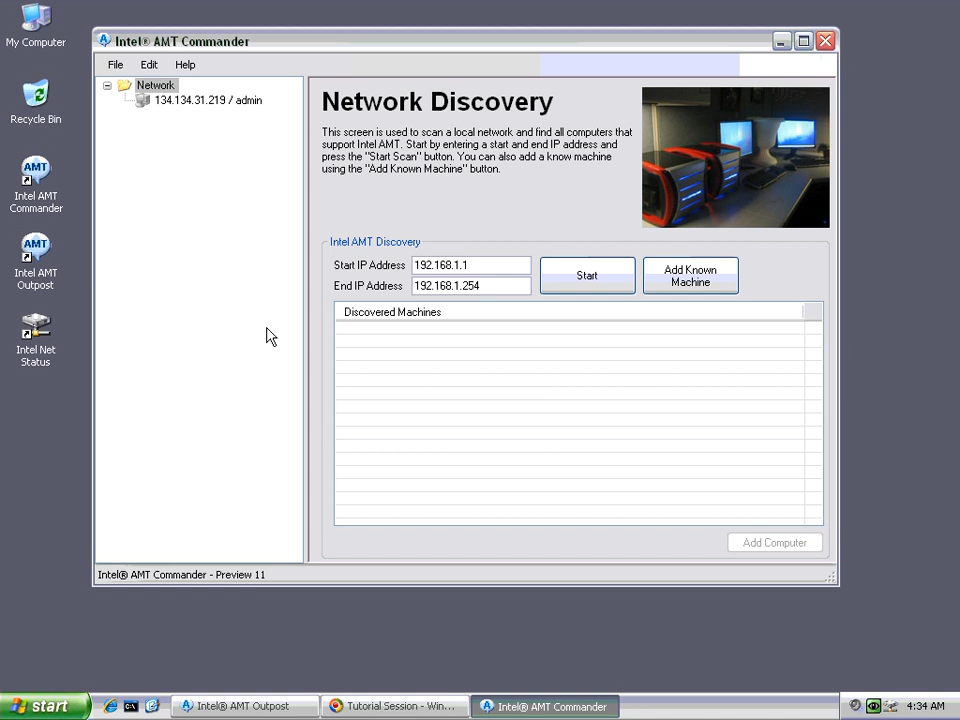 My Computer
Recycle Bin
AMT
Intel AMT
Commander
AMT
Intel AMT
Outpost
Intel Net
Status
Intel® AMT Commander
File Edit Help
Network
134.134.31.219 / admin
Network Discovery
This screen is used to scan a local network and find all computers that
support Intel AMT. Start by entering a start and end IP address and
press the "Start Scan" button. You can also add a know machine
using the "Add Known Machine" button.
Intel AMT Discovery
Start IP Address 192.168.1.1
End IP Address 192.168.1.254
Start
Add Known
Machine
Discovered Machines
Add Computer
Intel® AMT Commander - Preview 11
start
Intel® AMT Outpost
Tutorial Session - Win...
Intel® AMT Commander
4:34 AM